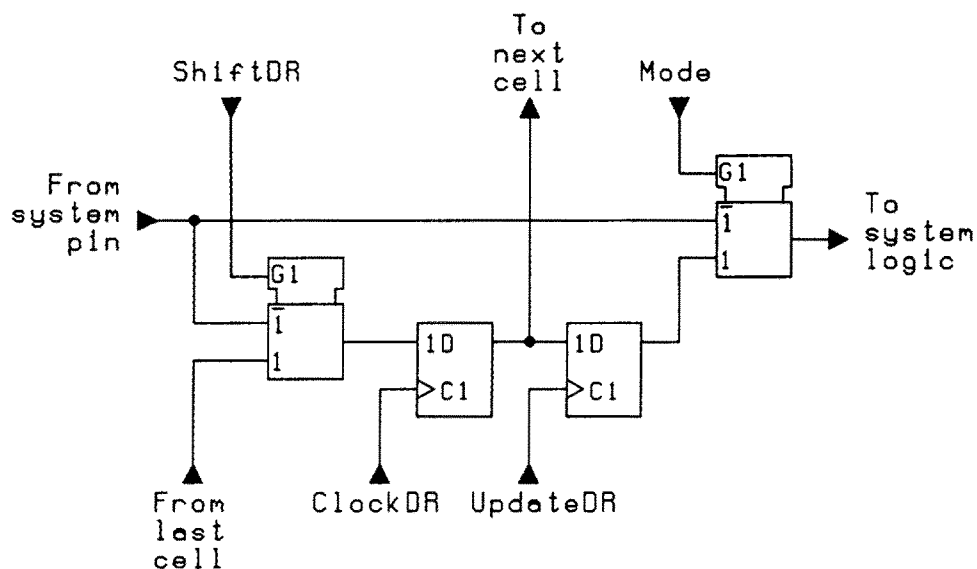 To
next
cell
ShiftDR
Mode
G1
From
system
pin
1
1
To
system
logic
G1
1
1
1D
C1
1D
C1
From
last
cell
ClockDR
UpdateDR